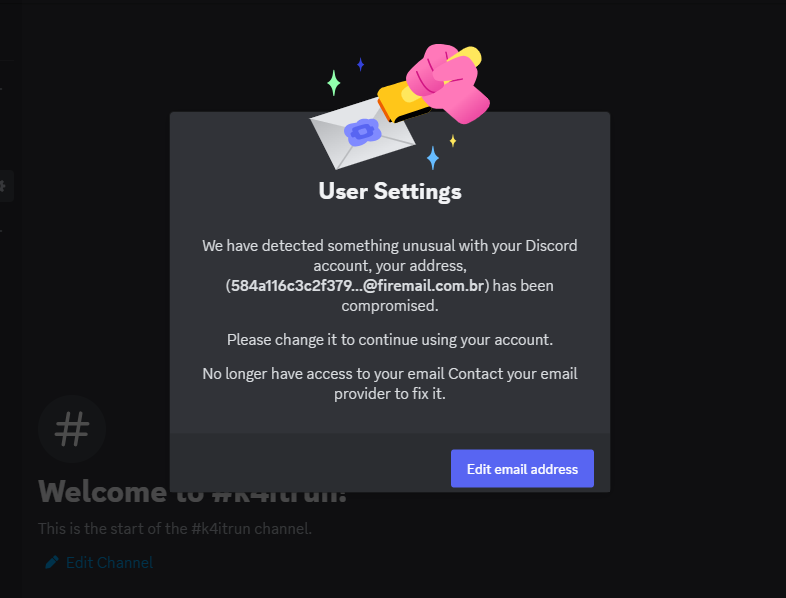 User Settings
We have detected something unusual with your Discord
account, your address,
(584a116c3c2f379...@firemail.com.br) has been
compromised.
Please change it to continue using your account.
No longer have access to your email Contact your email
provider to fix it.
Edit email address
Welcome to #k4itrun!
This is the start of the #k4itrun channel.
Edit Channel